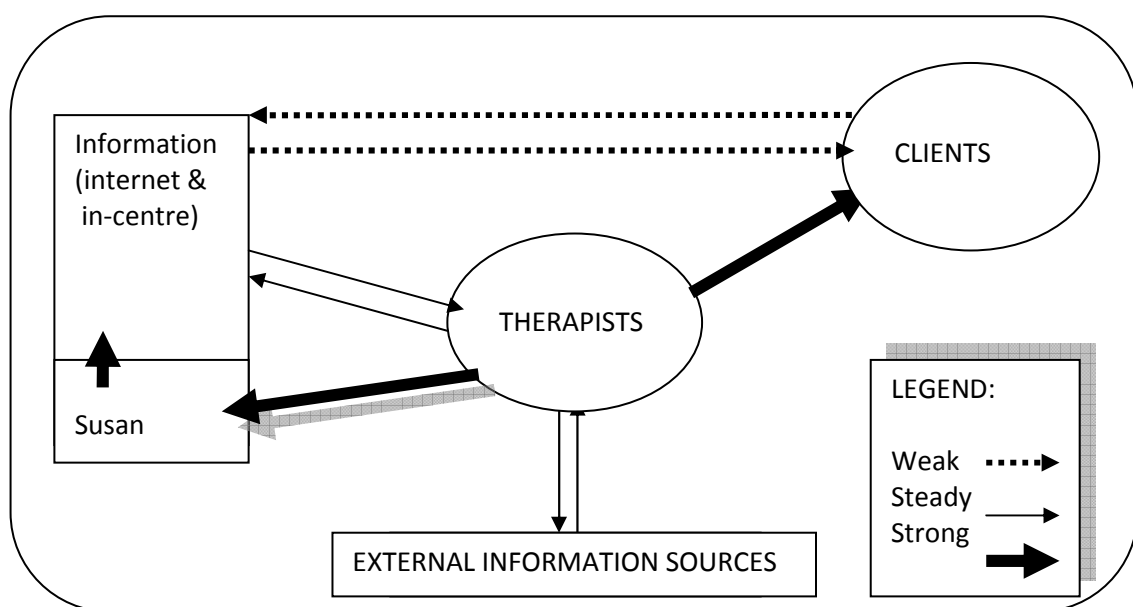 Information
(internet &
in-centre)
CLIENTS
THERAPISTS
Susan
EXTERNAL INFORMATION SOURCES
LEGEND:
Weak
Steady
Strong